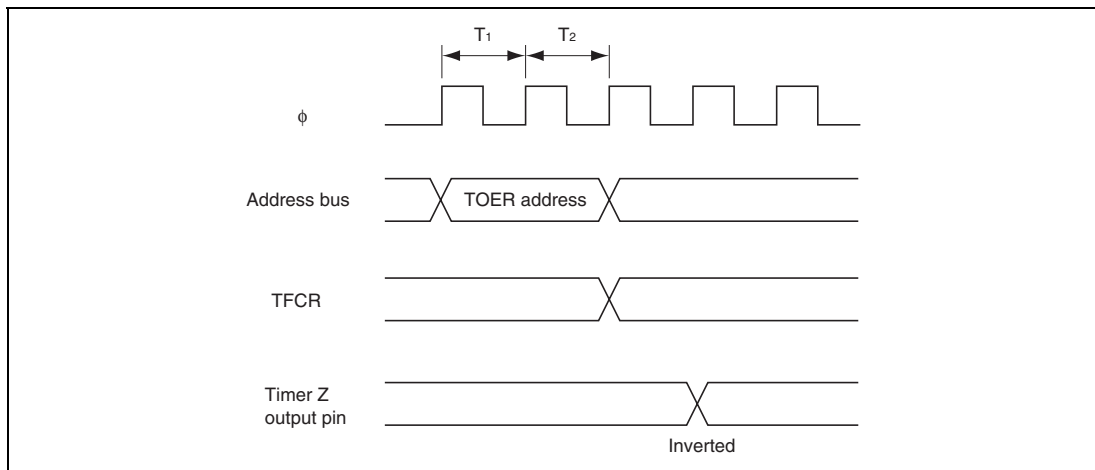 T1 T2
ϕ
Address bus TOER address
TFCR
Timer Z
output pin
Inverted